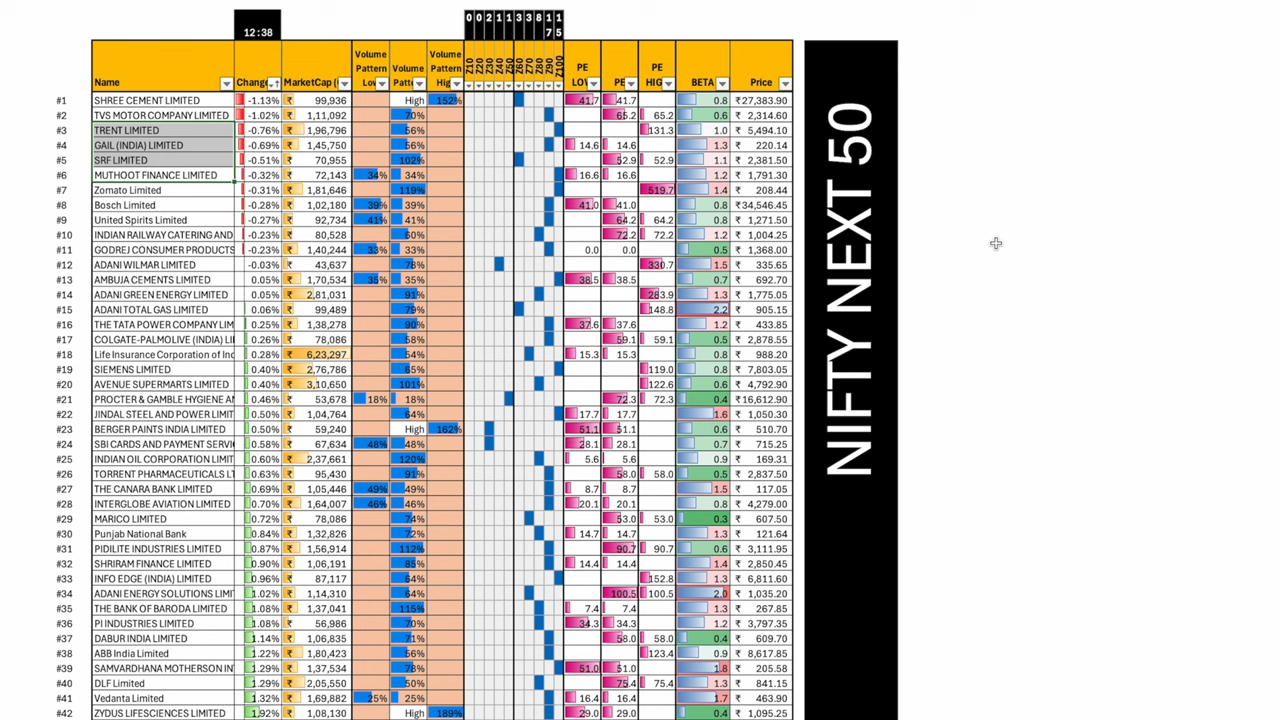 12:38
0 0 2 1 1 3 3 8 17 15
Name Change MarketCap ( Volume Pattern Lo Volume Patte Volume Pattern Hig Z10 Z20 Z30 Z40 Z50 Z60 Z70 Z80 Z90 Z100 PE LOV PE PE HIG BETA Price
#1 SHREE CEMENT LIMITED -1.13% ₹ 99,936 High 152% 41.7 41.7 0.8 ₹27,383.90
#2 TVS MOTOR COMPANY LIMITED -1.02% ₹ 1,11,092 70% 65.2 65.2 0.6 ₹ 2,314.60
#3 TRENT LIMITED -0.76% ₹ 1,96,796 56% 131.3 1.0 ₹ 5,494.10
#4 GAIL (INDIA) LIMITED -0.69% ₹ 1,45,750 56% 14.6 14.6 1.3 ₹ 220.14
#5 SRF LIMITED -0.51% ₹ 70,955 102% 52.9 52.9 1.1 ₹ 2,381.50
#6 MUTHOOT FINANCE LIMITED -0.32% ₹ 72,143 34% 34% 16.6 16.6 1.2 ₹ 1,791.30
#7 Zomato Limited -0.31% ₹ 1,81,646 119% 519.7 1.4 ₹ 208.44
#8 Bosch Limited -0.28% ₹ 1,02,180 39% 39% 41.0 41.0 0.8 ₹34,546.45
#9 United Spirits Limited -0.27% ₹ 92,734 41% 41% 64.2 64.2 0.8 ₹ 1,271.50
#10 INDIAN RAILWAY CATERING AND -0.23% ₹ 80,528 60% 72.2 72.2 1.2 ₹ 1,004.25
#11 GODREJ CONSUMER PRODUCTS -0.23% ₹ 1,40,244 33% 33% 0.0 0.0 0.5 ₹ 1,368.00
#12 ADANI WILMAR LIMITED -0.03% ₹ 43,637 78% 330.7 1.5 ₹ 335.65
#13 AMBUJA CEMENTS LIMITED 0.05% ₹ 1,70,534 35% 35% 38.5 38.5 0.7 ₹ 692.70
#14 ADANI GREEN ENERGY LIMITED 0.05% ₹ 2,81,031 91% 283.9 1.3 ₹ 1,775.05
#15 ADANI TOTAL GAS LIMITED 0.06% ₹ 99,489 79% 148.8 2.2 ₹ 905.15
#16 THE TATA POWER COMPANY LIM 0.25% ₹ 1,38,278 90% 37.6 37.6 1.2 ₹ 433.85
#17 COLGATE-PALMOLIVE (INDIA) LI 0.26% ₹ 78,086 58% 59.1 59.1 0.5 ₹ 2,878.55
#18 Life Insurance Corporation of Inc 0.28% ₹ 6,23,297 54% 15.3 15.3 0.8 ₹ 988.20
#19 SIEMENS LIMITED 0.40% ₹ 2,76,786 65% 119.0 1.2 ₹ 7,803.05
#20 AVENUE SUPERMARTS LIMITED 0.40% ₹ 3,10,650 101% 122.6 0.6 ₹ 4,792.90
#21 PROCTER & GAMBLE HYGIENE A 0.46% ₹ 53,678 18% 18% 72.3 72.3 0.2 ₹16,612.90
#22 JINDAL STEEL AND POWER LIMIT 0.50% ₹ 1,04,764 64% 17.7 17.7 1.6 ₹ 1,050.30
#23 BERGER PAINTS INDIA LIMITED 0.50% ₹ 59,240 High 162% 51.1 51.1 0.6 ₹ 510.70
#24 SBI CARDS AND PAYMENT SERVI 0.58% ₹ 67,634 48% 48% 28.1 28.1 0.7 ₹ 715.25
#25 INDIAN OIL CORPORATION LIMIT 0.60% ₹ 2,37,661 120% 5.6 5.6 0.9 ₹ 169.31
#26 TORRENT PHARMACEUTICALS LT 0.63% ₹ 95,430 91% 58.0 58.0 0.5 ₹ 2,837.50
#27 THE CANARA BANK LIMITED 0.69% ₹ 1,05,446 49% 49% 8.7 8.7 1.5 ₹ 117.05
#28 INTERGLOBE AVIATION LIMITED 0.70% ₹ 1,64,007 46% 46% 20.1 20.1 0.8 ₹ 4,279.00
#29 MARICO LIMITED 0.72% ₹ 78,086 74% 53.0 53.0 0.3 ₹ 607.50
#30 Punjab National Bank 0.84% ₹ 1,32,826 72% 14.7 14.7 1.3 ₹ 121.64
#31 PIDILITE INDUSTRIES LIMITED 0.87% ₹ 1,56,914 112% 90.7 90.7 0.6 ₹ 3,111.95
#32 SHRIRAM FINANCE LIMITED 0.90% ₹ 1,06,191 85% 14.4 14.4 1.4 ₹ 2,850.45
#33 INFO EDGE (INDIA) LIMITED 0.96% ₹ 87,117 64% 152.8 1.3 ₹ 6,811.60
#34 ADANI ENERGY SOLUTIONS LIMI 1.02% ₹ 1,14,310 64% 100.5 100.5 2.0 ₹ 1,035.20
#35 THE BANK OF BARODA LIMITED 1.08% ₹ 1,37,041 115% 7.4 7.4 1.3 ₹ 267.85
#36 PI INDUSTRIES LIMITED 1.08% ₹ 56,986 70% 34.3 34.3 1.2 ₹ 3,797.35
#37 DABUR INDIA LIMITED 1.14% ₹ 1,06,835 71% 58.0 58.0 0.4 ₹ 609.70
#38 ABB India Limited 1.22% ₹ 1,80,423 56% 123.4 0.9 ₹ 8,617.85
#39 SAMVARDHANA MOTHERSON IN 1.29% ₹ 1,37,534 78% 51.0 51.0 1.8 ₹ 205.58
#40 DLF Limited 1.29% ₹ 2,05,550 50% 75.4 75.4 1.3 ₹ 841.15
#41 Vedanta Limited 1.32% ₹ 1,69,882 25% 25% 16.4 16.4 1.7 ₹ 463.90
#42 ZYDUS LIFESCIENCES LIMITED 1.92% ₹ 1,08,130 High 189% 29.0 29.0 0.4 ₹ 1,095.25
NIFTY NEXT 50